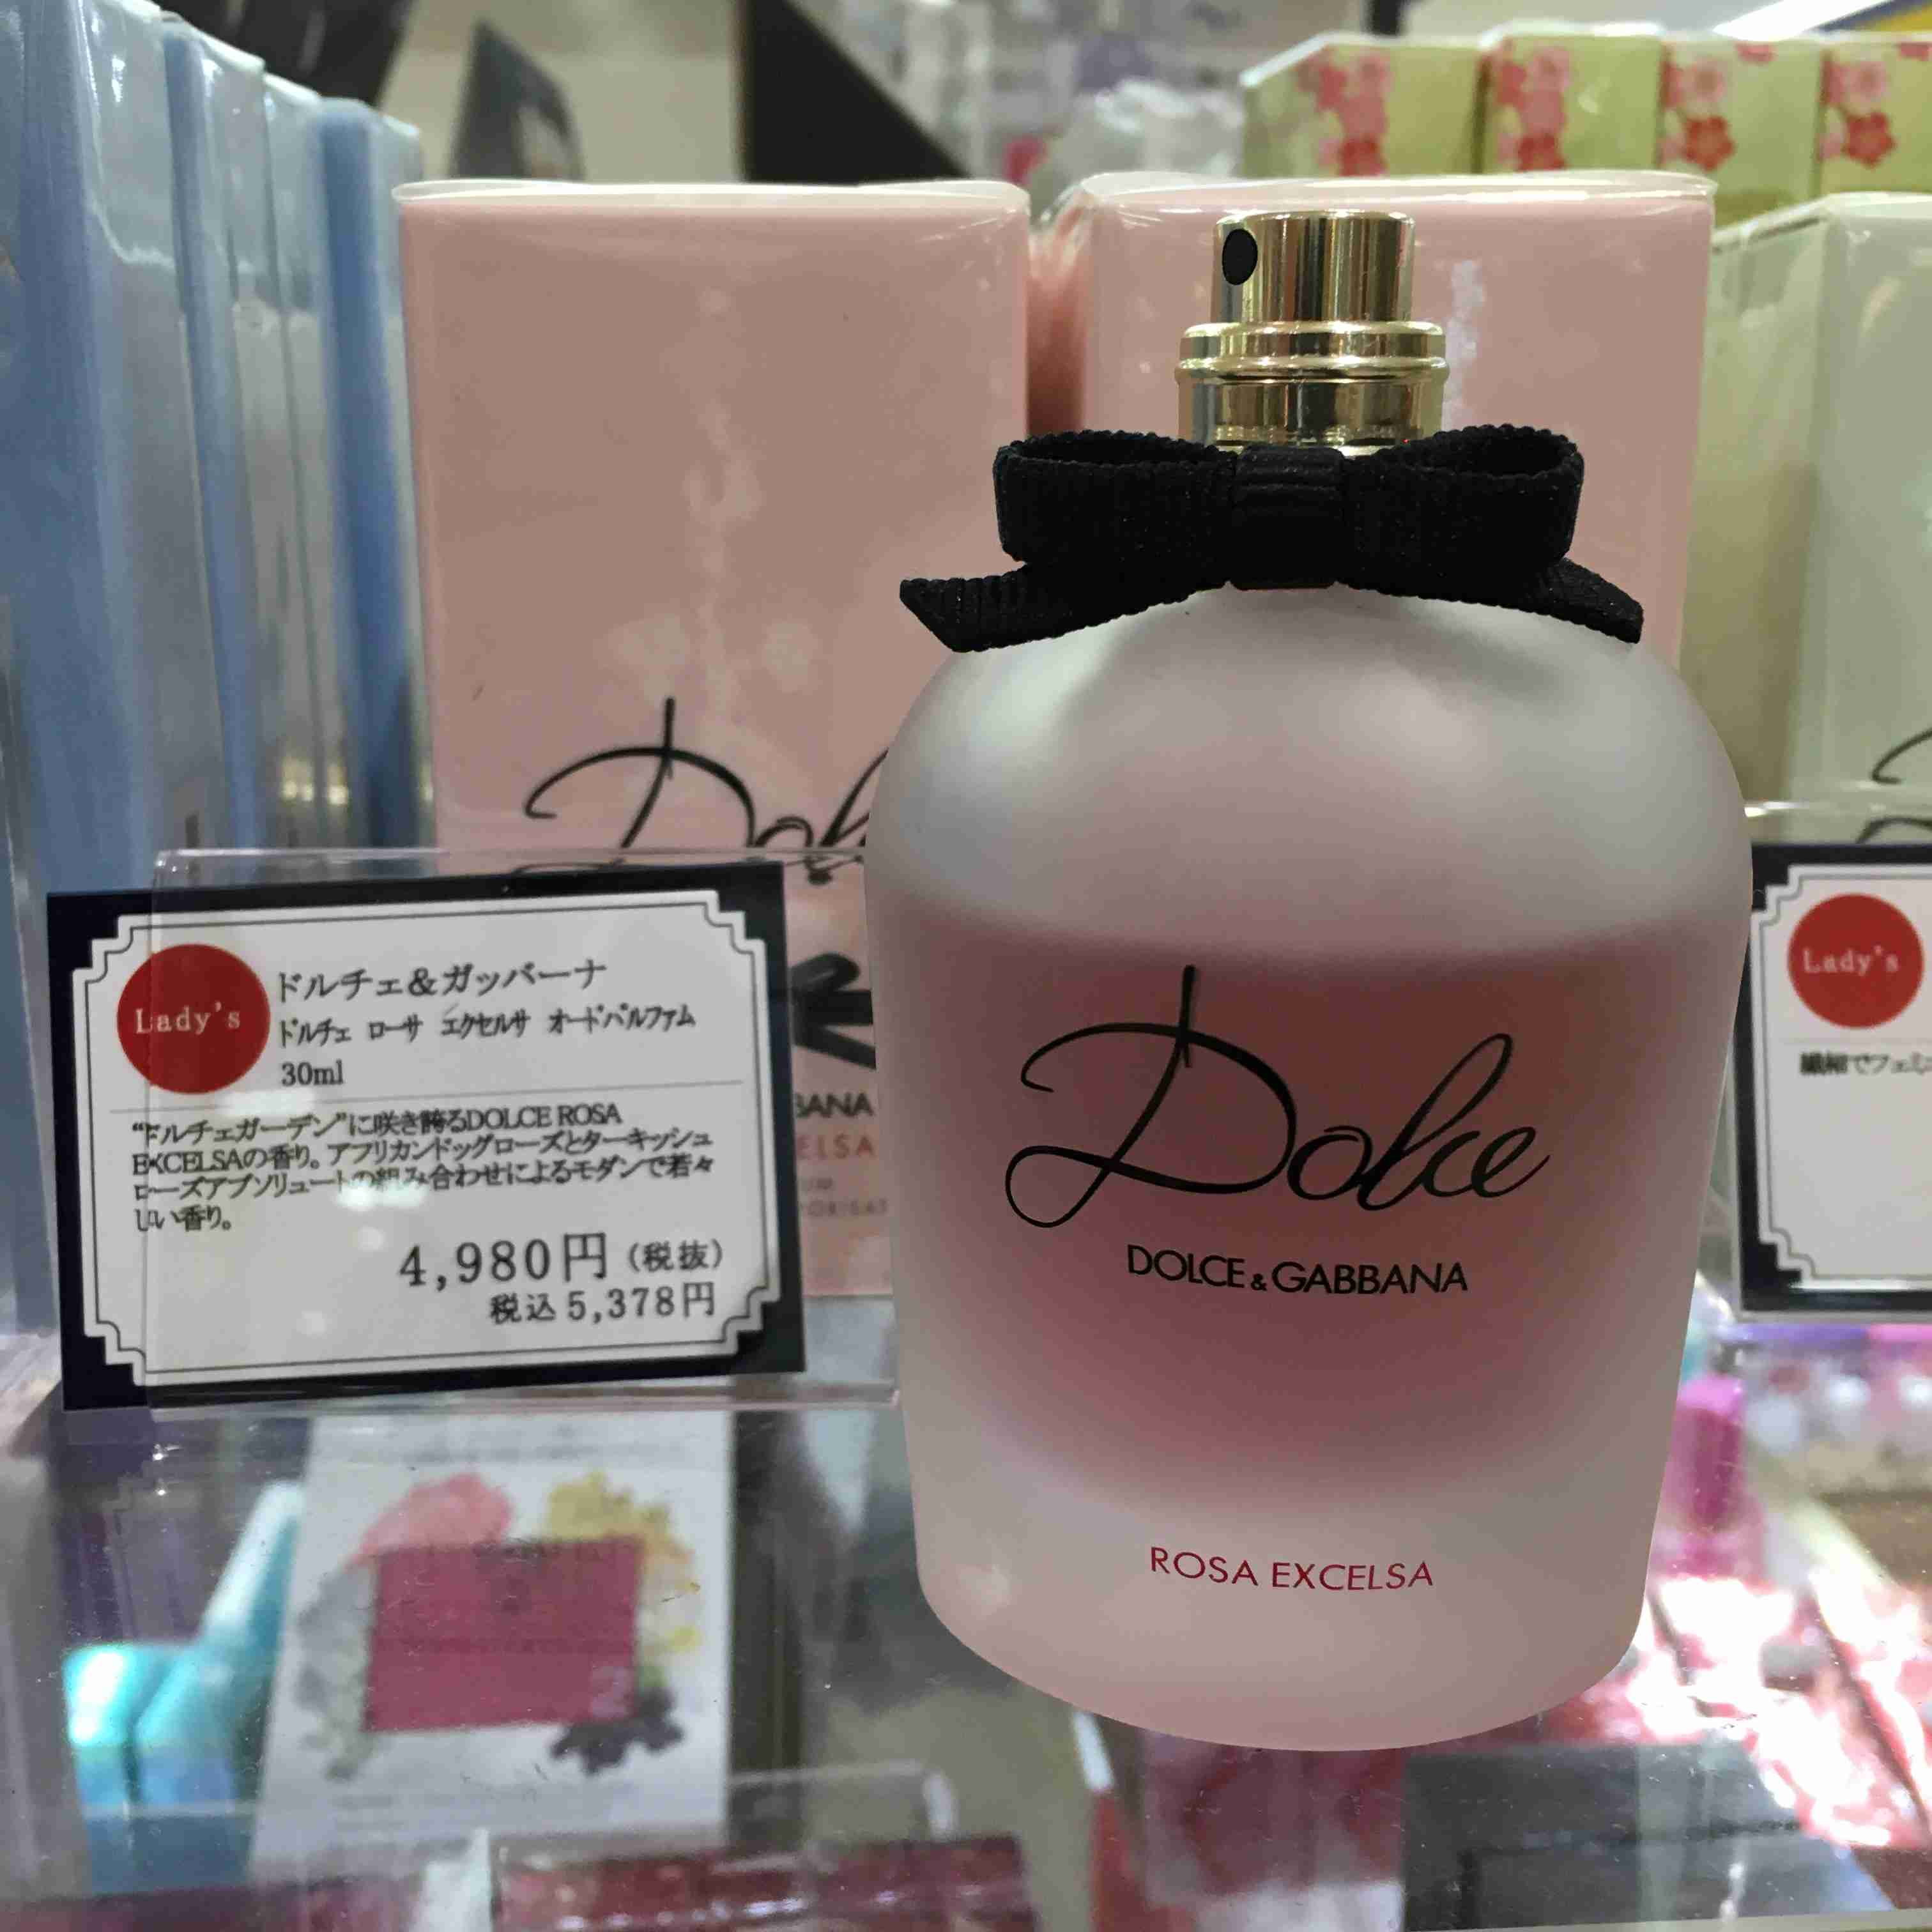 Lady's
ドルチェ&ガッバーナ
ドルチェ ローサ エクセルサ オードパルファム
30ml
“ドルチェガーデン”に咲き誇るDOLCE ROSA
EXCELSAの香り。アフリカンドッグローズとターキッシュ
ローズアブソリュートの組み合わせによるモダンで若々
しい香り。
4,980円（税抜）
税込5,378円
Dolce
DOLCE&GABBANA
ROSA EXCELSA
Lady's
繊細でフェミ